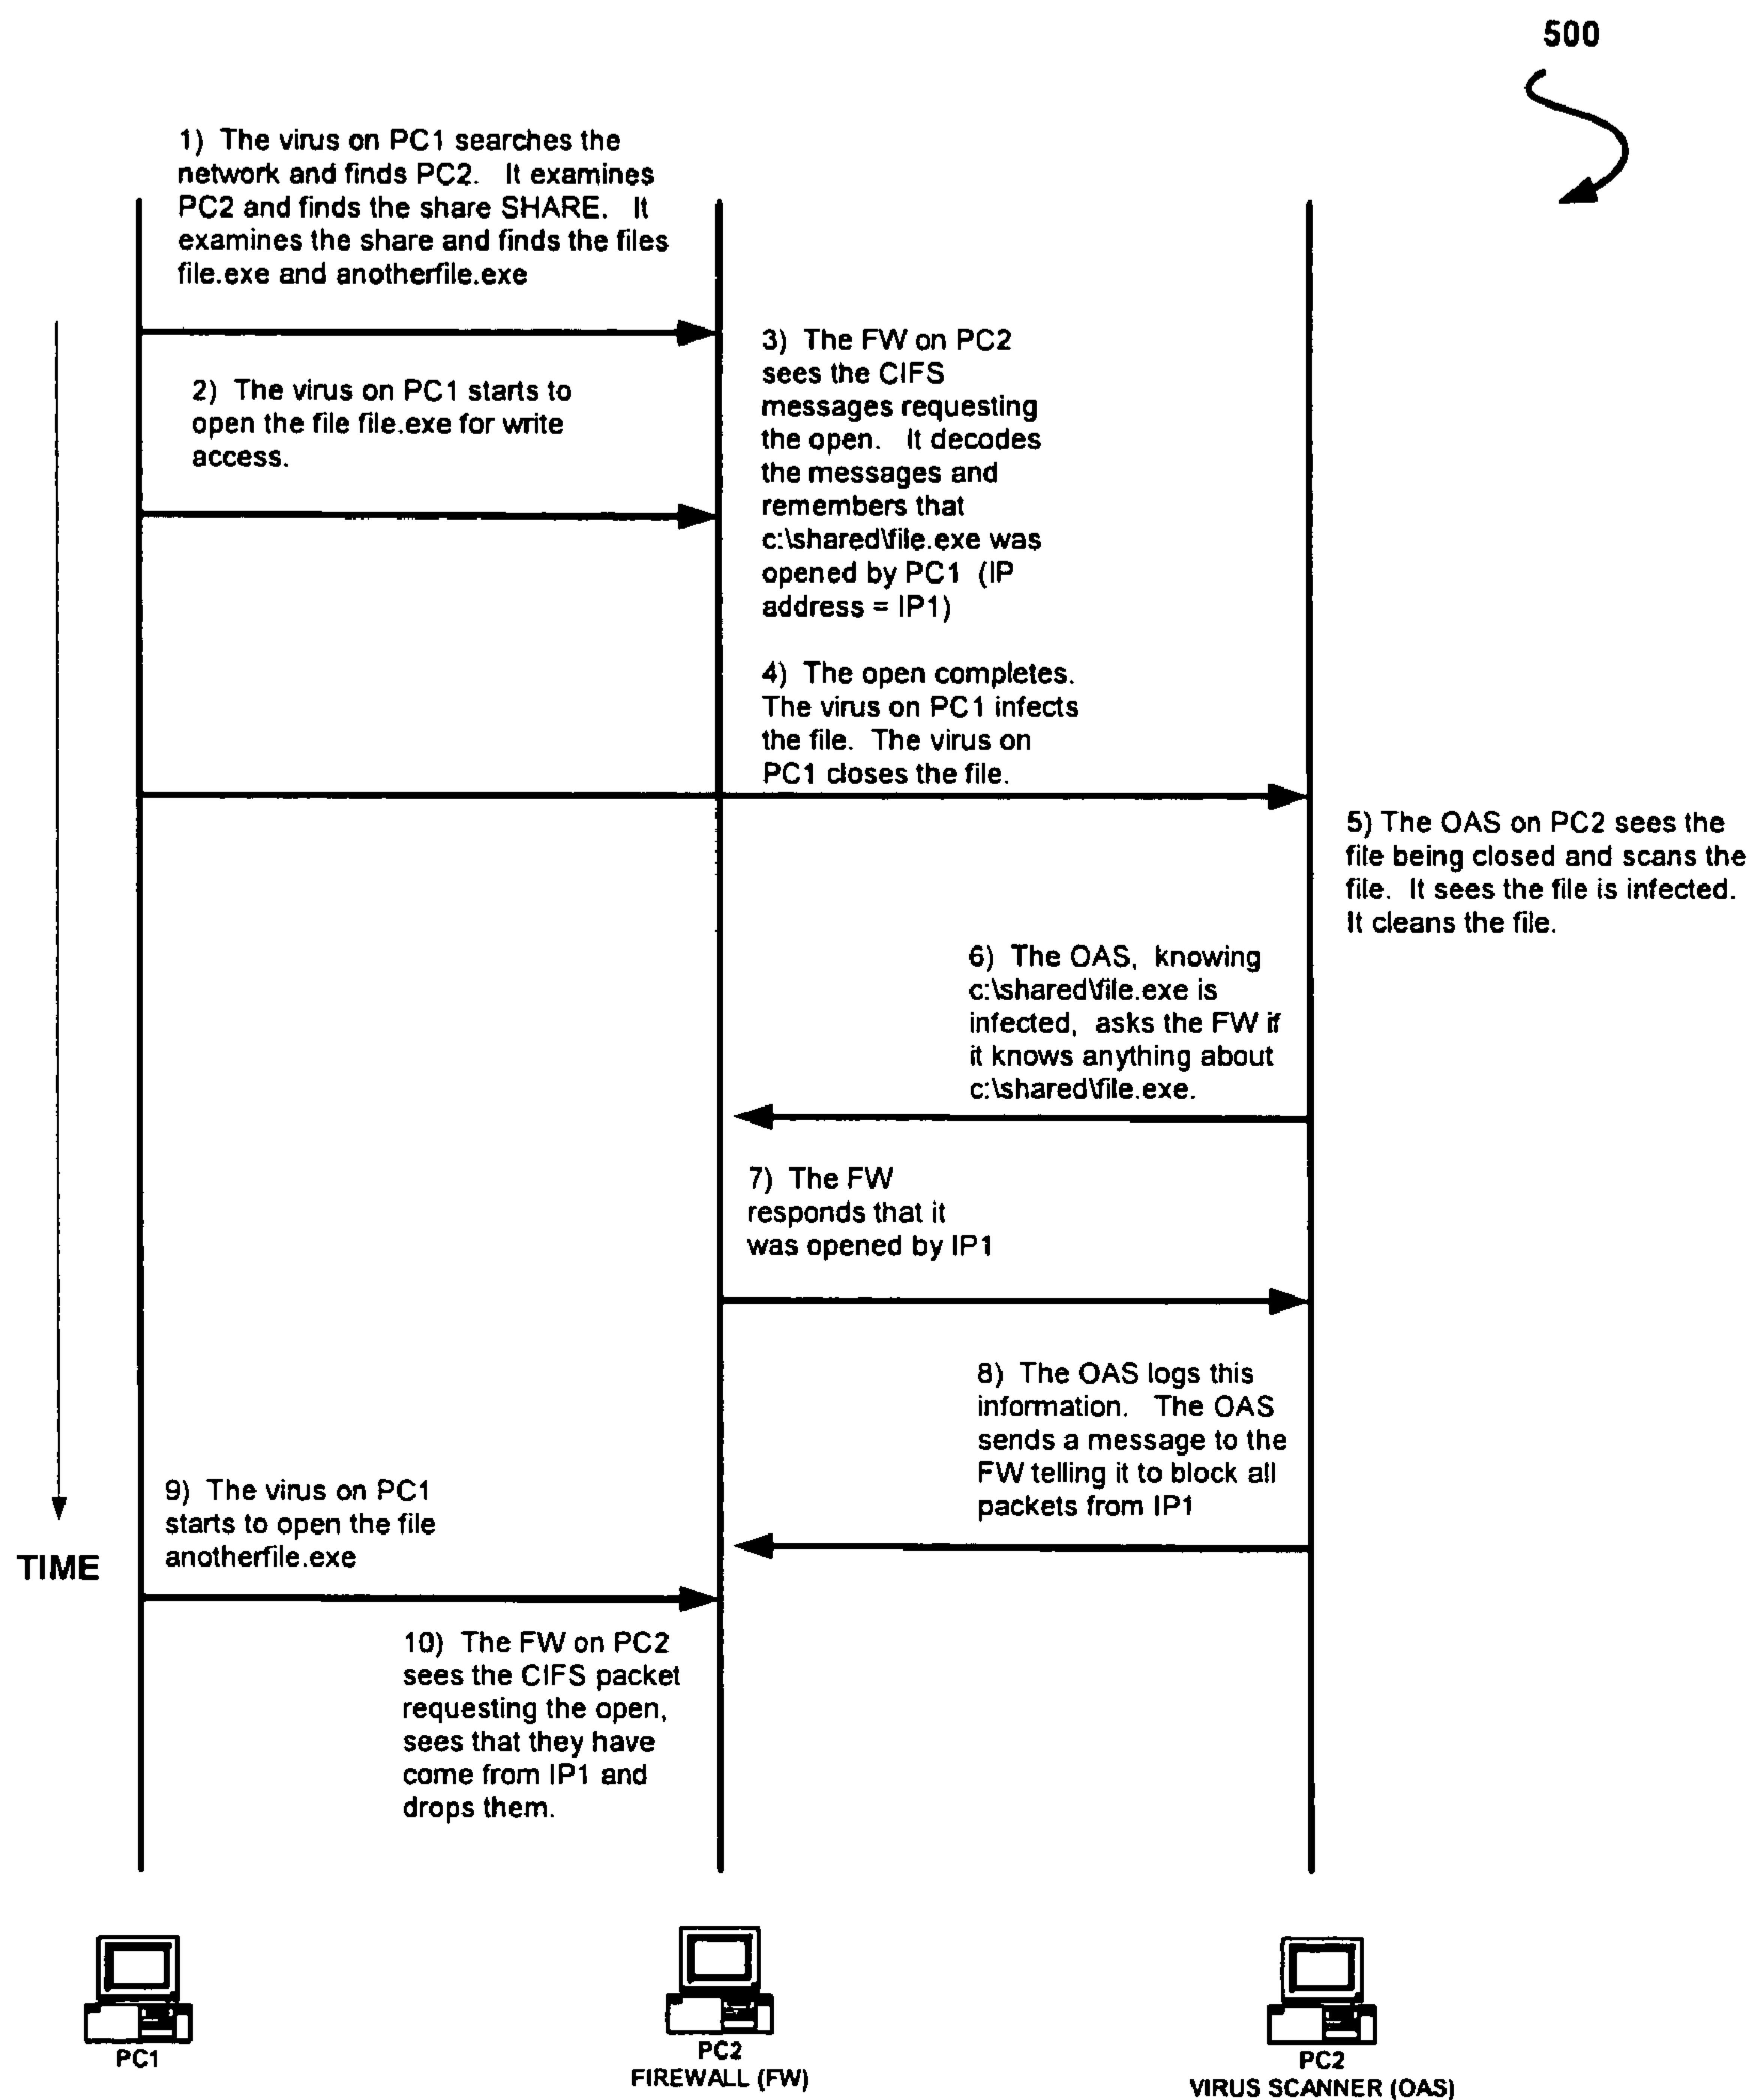 500
1) The virus on PC1 searches the
network and finds PC2. It examines
PC2 and finds the share SHARE. It
examines the share and finds the files
file.exe and anotherfile.exe
2) The virus on PC1 starts to
open the file file.exe for write
access.
3) The FW on PC2
sees the CIFS
messages requesting
the open. It decodes
the messages and
remembers that
c:\shared\file.exe was
opened by PC1 (IP
address = IP1)
4) The open completes.
The virus on PC1 infects
the file. The virus on
PC1 closes the file.
5) The OAS on PC2 sees the
file being closed and scans the
file. It sees the file is infected.
It cleans the file.
6) The OAS, knowing
c:\shared\file.exe is
infected, asks the FW if
it knows anything about
c:\shared\file.exe.
7) The FW
responds that it
was opened by IP1
8) The OAS logs this
information. The OAS
sends a message to the
FW telling it to block all
packets from IP1
9) The virus on PC1
starts to open the file
anotherfile.exe
TIME
10) The FW on PC2
sees the CIFS packet
requesting the open,
sees that they have
come from IP1 and
drops them.
PC1
PC2
FIREWALL (FW)
PC2
VIRUS SCANNER (OAS)